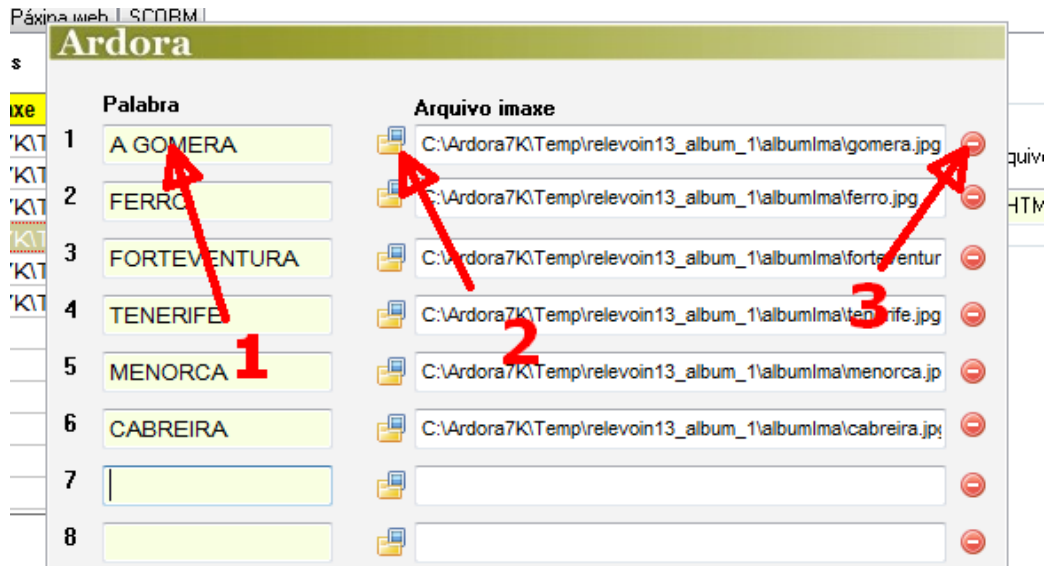 Páxina web SCORM
Ardora
s
Palabra Arquivo imaxe
1 A GOMERA C:\Ardora7K\Temp\relevoin13_album_1\albumIma\gomera.jpg
2 FERRO C:\Ardora7K\Temp\relevoin13_album_1\albumIma\ferro.jpg
3 FORTEVENTURA C:\Ardora7K\Temp\relevoin13_album_1\albumIma\forteventur
4 TENERIFE C:\Ardora7K\Temp\relevoin13_album_1\albumIma\tenerife.jpg
5 MENORCA C:\Ardora7K\Temp\relevoin13_album_1\albumIma\menorca.jp
6 CABREIRA C:\Ardora7K\Temp\relevoin13_album_1\albumIma\cabreira.jpg
7
8
1
2
3